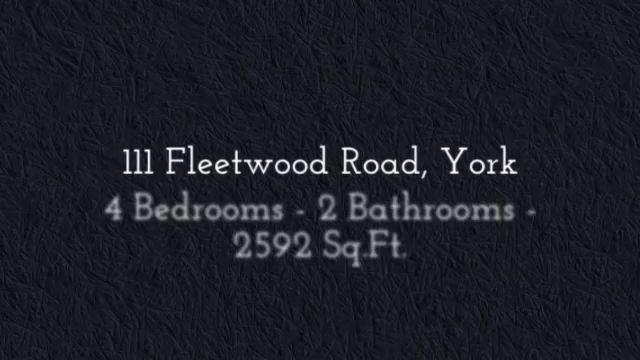 111 Fleetwood Road, York
4 Bedrooms - 2 Bathrooms -
2592 Sq.Ft.